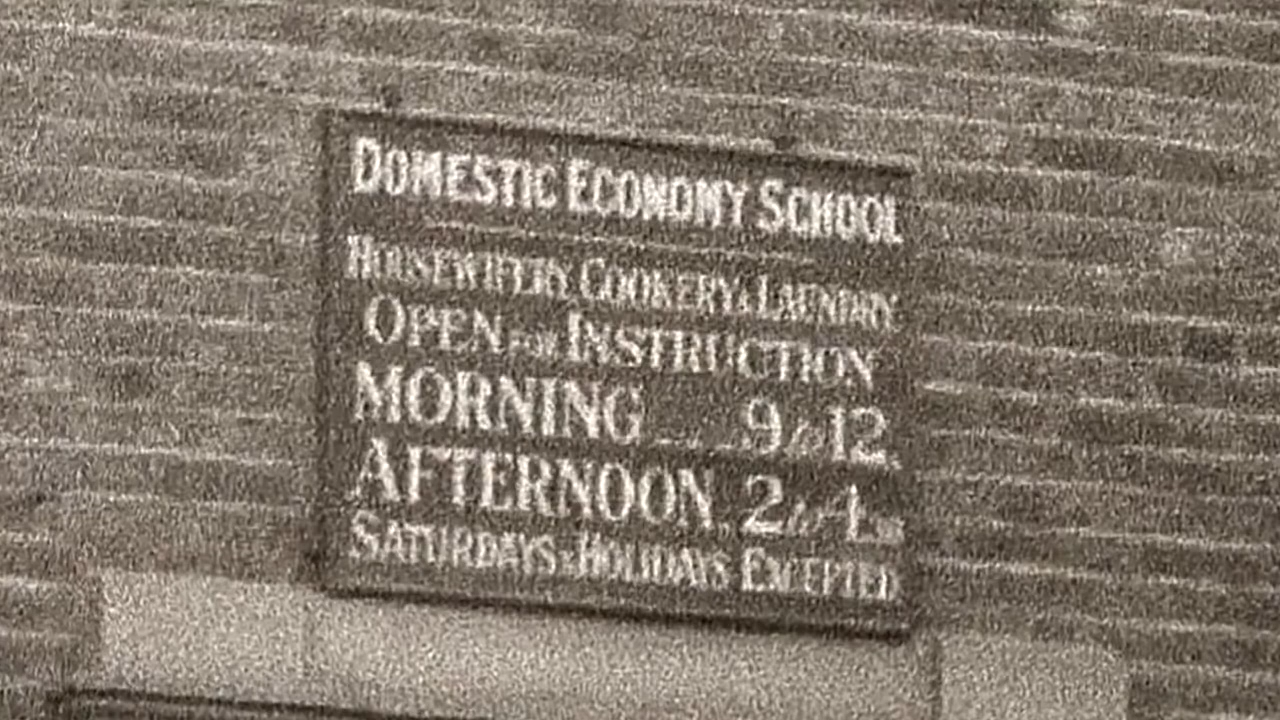 DOMESTIC ECONOMY SCHOOL
HOUSEWIFERY COOKERY & LAUNDRY
OPEN FOR INSTRUCTION
MORNING 9 to 12
AFTERNOON 2 to 4
SATURDAYS & HOLIDAYS EXCEPTED